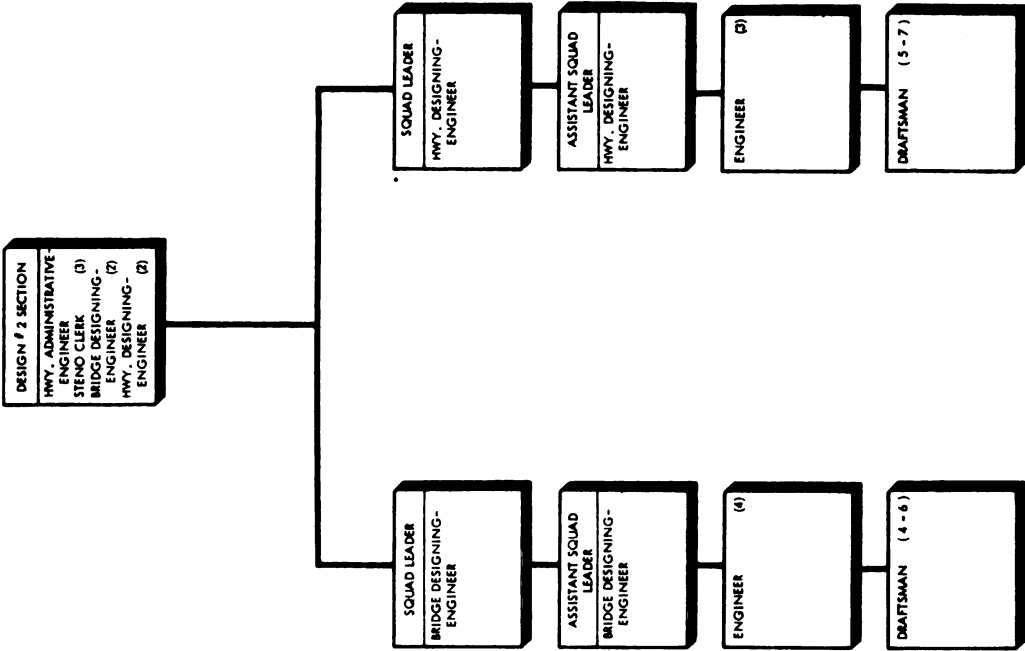 DESIGN # 2 SECTION
HWY. ADMINISTRATIVE-
ENGINEER
STENO CLERK (3)
BRIDGE DESIGNING-
ENGINEER (2)
HWY. DESIGNING-
ENGINEER (2)
SQUAD LEADER
BRIDGE DESIGNING-
ENGINEER
ASSISTANT SQUAD
LEADER
BRIDGE DESIGNING-
ENGINEER
ENGINEER (4)
DRAFTSMAN (4-6)
SQUAD LEADER
HWY. DESIGNING-
ENGINEER
ASSISTANT SQUAD
LEADER
HWY. DESIGNING-
ENGINEER
ENGINEER (3)
DRAFTSMAN (5-7)